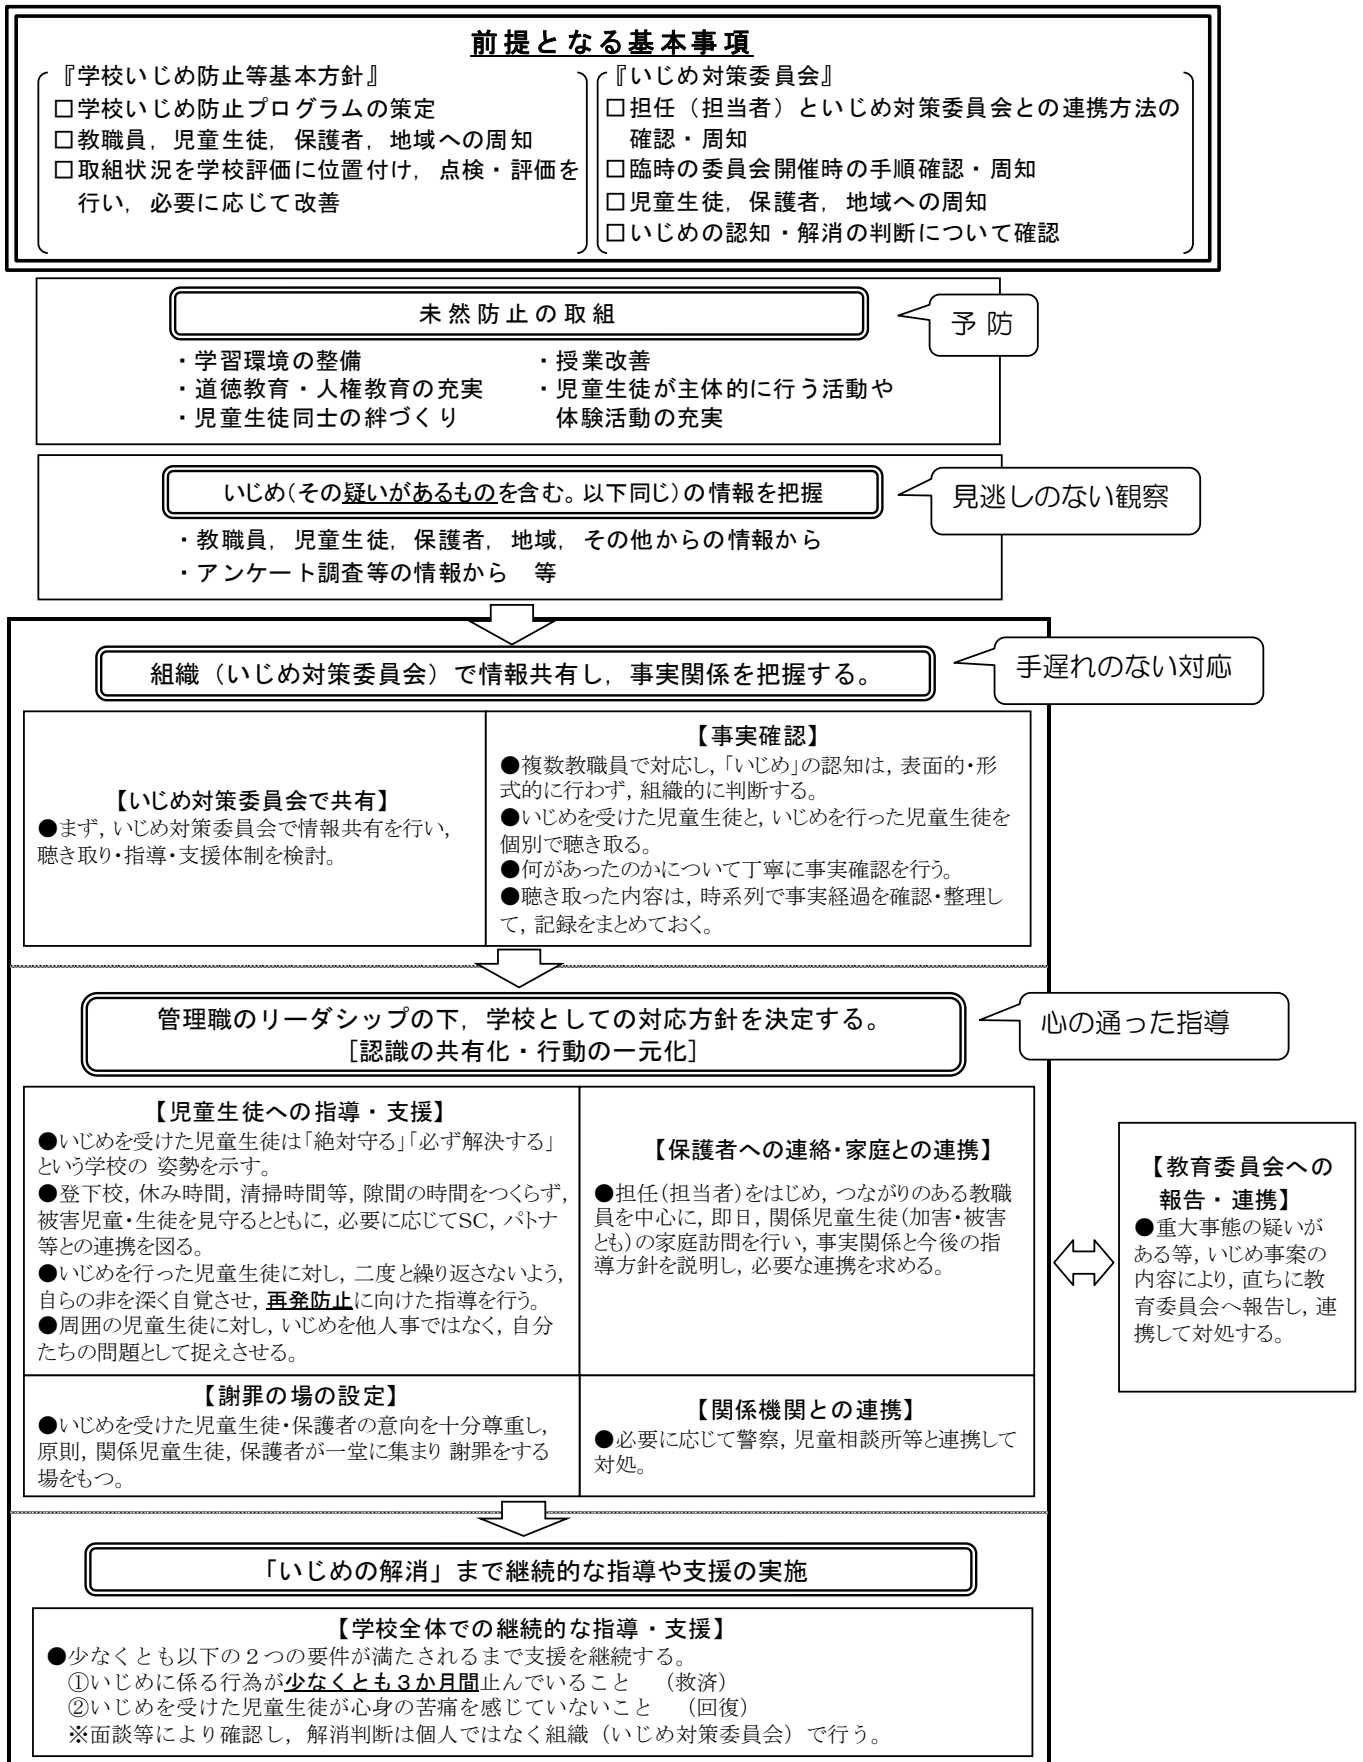 前提となる基本事項
『学校いじめ防止等基本方針』
□学校いじめ防止プログラムの策定
□教職員，児童生徒，保護者，地域への周知
□取組状況を学校評価に位置付け，点検・評価を
行い，必要に応じて改善
『いじめ対策委員会』
□担任（担当者）といじめ対策委員会との連携方法の
確認・周知
□臨時の委員会開催時の手順確認・周知
□児童生徒，保護者，地域への周知
□いじめの認知・解消の判断について確認
未然防止の取組
予 防
・学習環境の整備
・道徳教育・人権教育の充実
・児童生徒同士の絆づくり
・授業改善
・児童生徒が主体的に行う活動や
体験活動の充実
いじめ（その疑いがあるものを含む。以下同じ）の情報を把握
見逃しのない観察
・教職員，児童生徒，保護者，地域，その他からの情報から
・アンケート調査等の情報から　等
組織（いじめ対策委員会）で情報共有し，事実関係を把握する。
手遅れのない対応
【いじめ対策委員会で共有】
●まず，いじめ対策委員会で情報共有を行い，
聴き取り・指導・支援体制を検討。
【事実確認】
●複数教職員で対応し，「いじめ」の認知は，表面的・形
式的に行わず，組織的に判断する。
●いじめを受けた児童生徒と，いじめを行った児童生徒を
個別で聴き取る。
●何があったのかについて丁寧に事実確認を行う。
●聴き取った内容は，時系列で事実経過を確認・整理し
て，記録をまとめておく。
管理職のリーダシップの下，学校としての対応方針を決定する。
［認識の共有化・行動の一元化］
心の通った指導
【児童生徒への指導・支援】
●いじめを受けた児童生徒は「絶対守る」「必ず解決する」
という学校の 姿勢を示す。
●登下校，休み時間，清掃時間等，隙間の時間をつくらず，
被害児童・生徒を見守るとともに，必要に応じてSC，パトナ
等との連携を図る。
●いじめを行った児童生徒に対し，二度と繰り返さないよう，
自らの非を深く自覚させ，再発防止に向けた指導を行う。
●周囲の児童生徒に対し，いじめを他人事ではなく，自分
たちの問題として捉えさせる。
【保護者への連絡・家庭との連携】
●担任（担当者）をはじめ，つながりのある教職
員を中心に，即日，関係児童生徒（加害・被害
とも）の家庭訪問を行い，事実関係と今後の指
導方針を説明し，必要な連携を求める。
【教育委員会への
報告・連携】
●重大事態の疑いが
ある等，いじめ事案の
内容により，直ちに教
育委員会へ報告し，連
携して対処する。
【謝罪の場の設定】
●いじめを受けた児童生徒・保護者の意向を十分尊重し，
原則，関係児童生徒，保護者が一堂に集まり 謝罪をする
場をもつ。
【関係機関との連携】
●必要に応じて警察，児童相談所等と連携して
対処。
「いじめの解消」まで継続的な指導や支援の実施
【学校全体での継続的な指導・支援】
●少なくとも以下の２つの要件が満たされるまで支援を継続する。
①いじめに係る行為が少なくとも３か月間止んでいること　（救済）
②いじめを受けた児童生徒が心身の苦痛を感じていないこと　（回復）
※面談等により確認し，解消判断は個人ではなく組織（いじめ対策委員会）で行う。